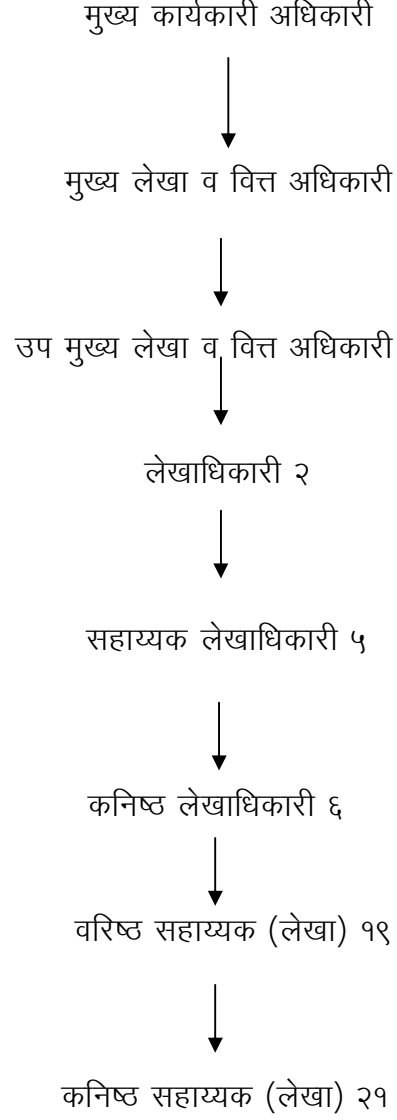 मुख्य कार्यकारी अधिकारी
मुख्य लेखा व वित्त अधिकारी
उप मुख्य लेखा व वित्त अधिकारी
लेखाधिकारी २
सहाय्यक लेखाधिकारी ५
कनिष्ठ लेखाधिकारी ६
वरिष्ठ सहाय्यक (लेखा) १९
कनिष्ठ सहाय्यक (लेखा) २१